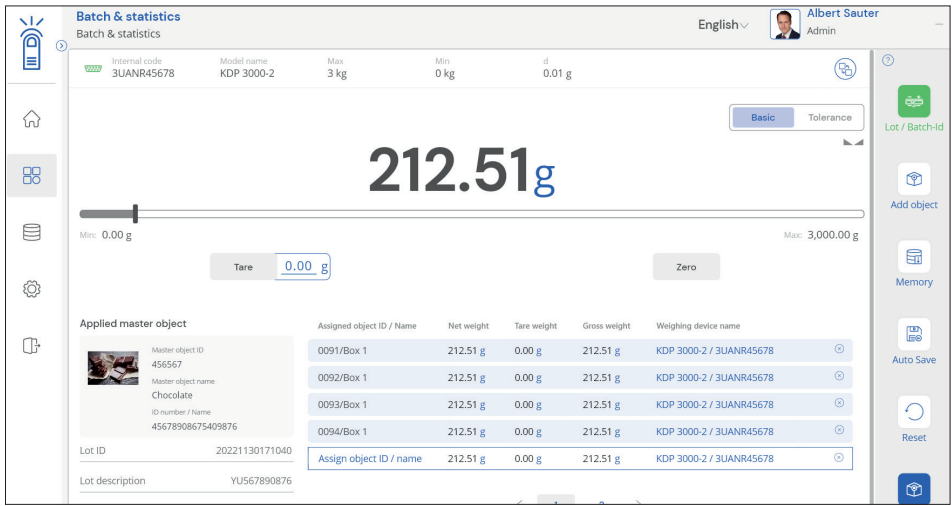 Batch & statistics
Batch & statistics
English
Albert Sauter
Admin
Internal code
3UANR45678
Model name
KDP 3000-2
Max
3 kg
Min
0 kg
d
0.01 g
Basic
Tolerance
212.51g
Min: 0.00 g
Max: 3,000.00 g
Tare
0.00 g
Zero
Applied master object
Master object ID
456567
Master object name
Chocolate
ID number / Name
45678908675409876
Lot ID 20221130171040
Lot description YU567890876
Assigned object ID / Name Net weight Tare weight Gross weight Weighing device name
0091/Box 1 212.51 g 0.00 g 212.51 g KDP 3000-2 / 3UANR45678
0092/Box 1 212.51 g 0.00 g 212.51 g KDP 3000-2 / 3UANR45678
0093/Box 1 212.51 g 0.00 g 212.51 g KDP 3000-2 / 3UANR45678
0094/Box 1 212.51 g 0.00 g 212.51 g KDP 3000-2 / 3UANR45678
Assign object ID / name 212.51 g 0.00 g 212.51 g KDP 3000-2 / 3UANR45678
Lot / Batch-Id
Add object
Memory
Auto Save
Reset